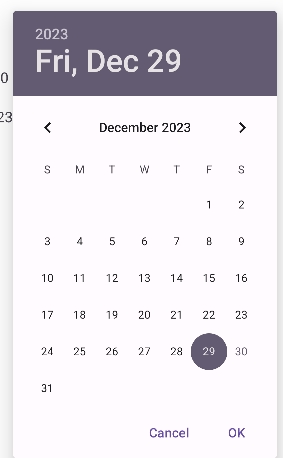 2023
Fri, Dec 29
0
December 2023
23
S M T W T F S
1 2
3 4 5 6 7 8 9
10 11 12 13 14 15 16
17 18 19 20 21 22 23
24 25 26 27 28 29 30
31
Cancel OK